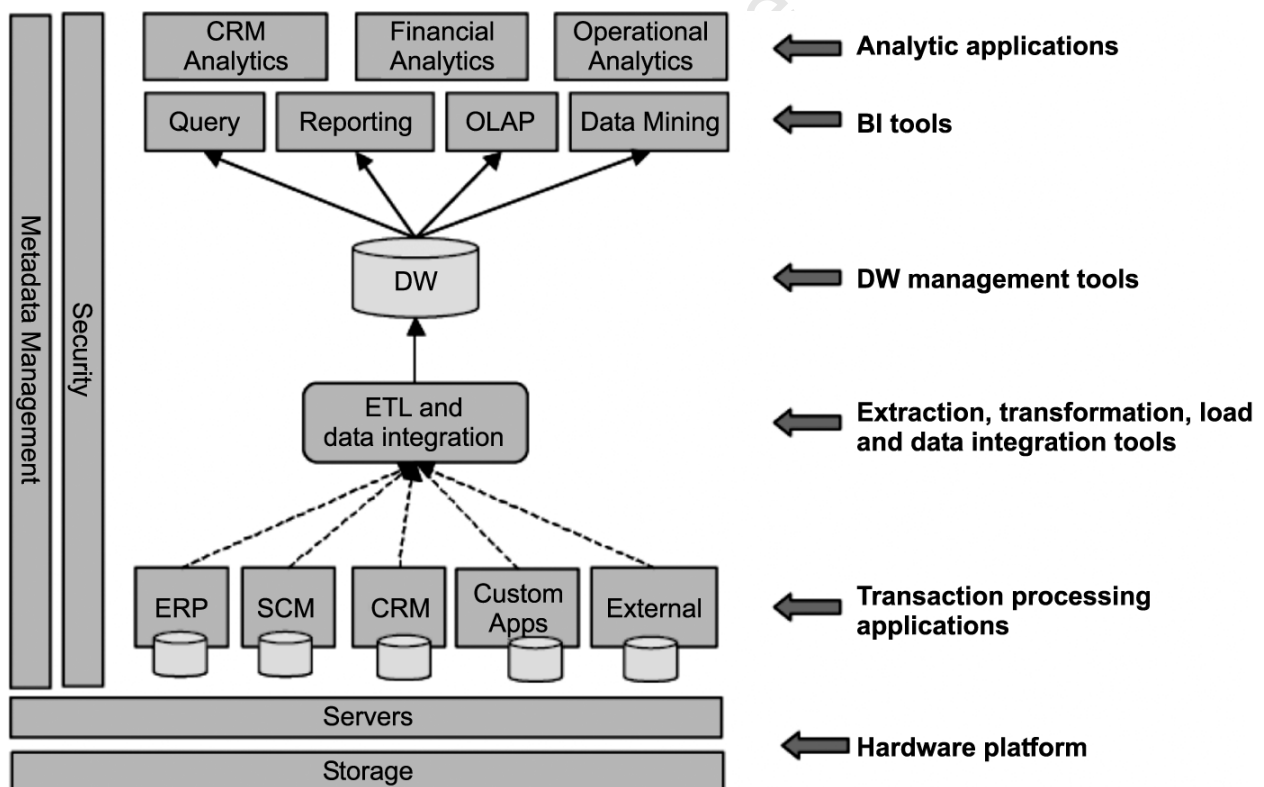 CRM
Analytics
Financial
Analytics
Operational
Analytics
Analytic applications
Query
Reporting
OLAP
Data Mining
BI tools
Metadata Management
Security
DW
DW management tools
ETL and
data integration
Extraction, transformation, load
and data integration tools
ERP
SCM
CRM
Custom
Apps
External
Transaction processing
applications
Servers
Hardware platform
Storage